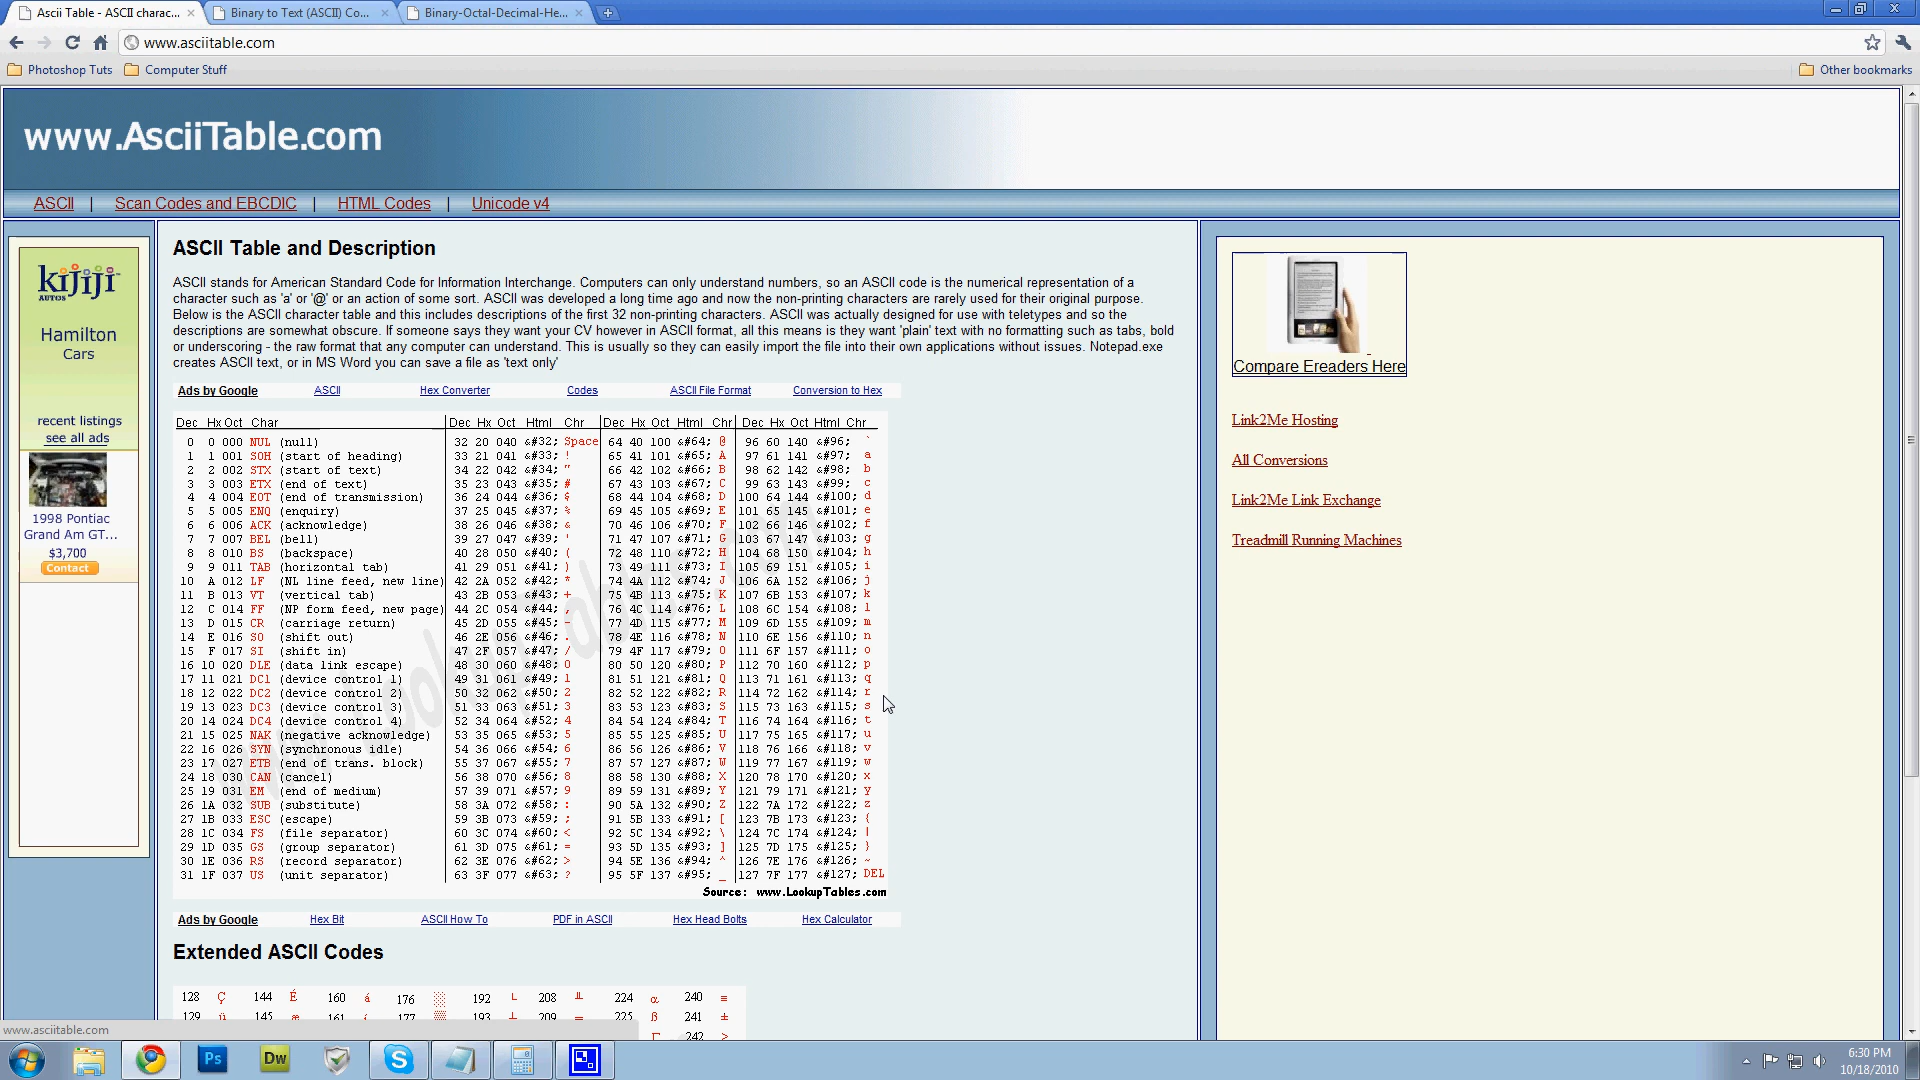 Ascii Table - ASCII charac...
Binary to Text (ASCII) Co...
Binary-Octal-Decimal-He...
www.asciitable.com
Photoshop Tuts
Computer Stuff
Other bookmarks
www.AsciiTable.com
ASCII | Scan Codes and EBCDIC | HTML Codes | Unicode v4
kijiji
AUTOS
Hamilton
Cars
recent listings
see all ads
1998 Pontiac
Grand Am GT...
$3,700
Contact
ASCII Table and Description
ASCII stands for American Standard Code for Information Interchange. Computers can only understand numbers, so an ASCII code is the numerical representation of a
character such as 'a' or '@' or an action of some sort. ASCII was developed a long time ago and now the non-printing characters are rarely used for their original purpose.
Below is the ASCII character table and this includes descriptions of the first 32 non-printing characters. ASCII was actually designed for use with teletypes and so the
descriptions are somewhat obscure. If someone says they want your CV however in ASCII format, all this means is they want 'plain' text with no formatting such as tabs, bold
or underscoring - the raw format that any computer can understand. This is usually so they can easily import the file into their own applications without issues. Notepad.exe
creates ASCII text, or in MS Word you can save a file as 'text only'
Ads by Google ASCII Hex Converter Codes ASCII File Format Conversion to Hex
Dec Hx Oct Char Dec Hx Oct Html Chr Dec Hx Oct Html Chr Dec Hx Oct Html Chr
0 0 000 NUL (null) 32 20 040 &#32; Space 64 40 100 &#64; @ 96 60 140 &#96; `
1 1 001 SOH (start of heading) 33 21 041 &#33; ! 65 41 101 &#65; A 97 61 141 &#97; a
2 2 002 STX (start of text) 34 22 042 &#34; " 66 42 102 &#66; B 98 62 142 &#98; b
3 3 003 ETX (end of text) 35 23 043 &#35; # 67 43 103 &#67; C 99 63 143 &#99; c
4 4 004 EOT (end of transmission) 36 24 044 &#36; $ 68 44 104 &#68; D 100 64 144 &#100; d
5 5 005 ENQ (enquiry) 37 25 045 &#37; % 69 45 105 &#69; E 101 65 145 &#101; e
6 6 006 ACK (acknowledge) 38 26 046 &#38; & 70 46 106 &#70; F 102 66 146 &#102; f
7 7 007 BEL (bell) 39 27 047 &#39; ' 71 47 107 &#71; G 103 67 147 &#103; g
8 8 010 BS (backspace) 40 28 050 &#40; ( 72 48 110 &#72; H 104 68 150 &#104; h
9 9 011 TAB (horizontal tab) 41 29 051 &#41; ) 73 49 111 &#73; I 105 69 151 &#105; i
10 A 012 LF (NL line feed, new line) 42 2A 052 &#42; * 74 4A 112 &#74; J 106 6A 152 &#106; j
11 B 013 VT (vertical tab) 43 2B 053 &#43; + 75 4B 113 &#75; K 107 6B 153 &#107; k
12 C 014 FF (NP form feed, new page) 44 2C 054 &#44; , 76 4C 114 &#76; L 108 6C 154 &#108; l
13 D 015 CR (carriage return) 45 2D 055 &#45; - 77 4D 115 &#77; M 109 6D 155 &#109; m
14 E 016 SO (shift out) 46 2E 056 &#46; . 78 4E 116 &#78; N 110 6E 156 &#110; n
15 F 017 SI (shift in) 47 2F 057 &#47; / 79 4F 117 &#79; O 111 6F 157 &#111; o
16 10 020 DLE (data link escape) 48 30 060 &#48; 0 80 50 120 &#80; P 112 70 160 &#112; p
17 11 021 DC1 (device control 1) 49 31 061 &#49; 1 81 51 121 &#81; Q 113 71 161 &#113; q
18 12 022 DC2 (device control 2) 50 32 062 &#50; 2 82 52 122 &#82; R 114 72 162 &#114; r
19 13 023 DC3 (device control 3) 51 33 063 &#51; 3 83 53 123 &#83; S 115 73 163 &#115; s
20 14 024 DC4 (device control 4) 52 34 064 &#52; 4 84 54 124 &#84; T 116 74 164 &#116; t
21 15 025 NAK (negative acknowledge) 53 35 065 &#53; 5 85 55 125 &#85; U 117 75 165 &#117; u
22 16 026 SYN (synchronous idle) 54 36 066 &#54; 6 86 56 126 &#86; V 118 76 166 &#118; v
23 17 027 ETB (end of trans. block) 55 37 067 &#55; 7 87 57 127 &#87; W 119 77 167 &#119; w
24 18 030 CAN (cancel) 56 38 070 &#56; 8 88 58 130 &#88; X 120 78 170 &#120; x
25 19 031 EM (end of medium) 57 39 071 &#57; 9 89 59 131 &#89; Y 121 79 171 &#121; y
26 1A 032 SUB (substitute) 58 3A 072 &#58; : 90 5A 132 &#90; Z 122 7A 172 &#122; z
27 1B 033 ESC (escape) 59 3B 073 &#59; ; 91 5B 133 &#91; [ 123 7B 173 &#123; {
28 1C 034 FS (file separator) 60 3C 074 &#60; < 92 5C 134 &#92; \ 124 7C 174 &#124; |
29 1D 035 GS (group separator) 61 3D 075 &#61; = 93 5D 135 &#93; ] 125 7D 175 &#125; }
30 1E 036 RS (record separator) 62 3E 076 &#62; > 94 5E 136 &#94; ^ 126 7E 176 &#126; ~
31 1F 037 US (unit separator) 63 3F 077 &#63; ? 95 5F 137 &#95; _ 127 7F 177 &#127; DEL
Source: www.LookupTables.com
Ads by Google Hex Bit ASCII How To PDF in ASCII Hex Head Bolts Hex Calculator
Extended ASCII Codes
128 Ç 144 É 160 á 176 ░ 192 └ 208 ╨ 224 α 240 ≡
129 ü 145 æ 161 í 177 ▒ 193 ┴ 209 ╤ 225 ß 241 ±
Γ 242 ≥
Compare Ereaders Here
Link2Me Hosting
All Conversions
Link2Me Link Exchange
Treadmill Running Machines
www.asciitable.com
Ps
Dw
6:30 PM
10/18/2010